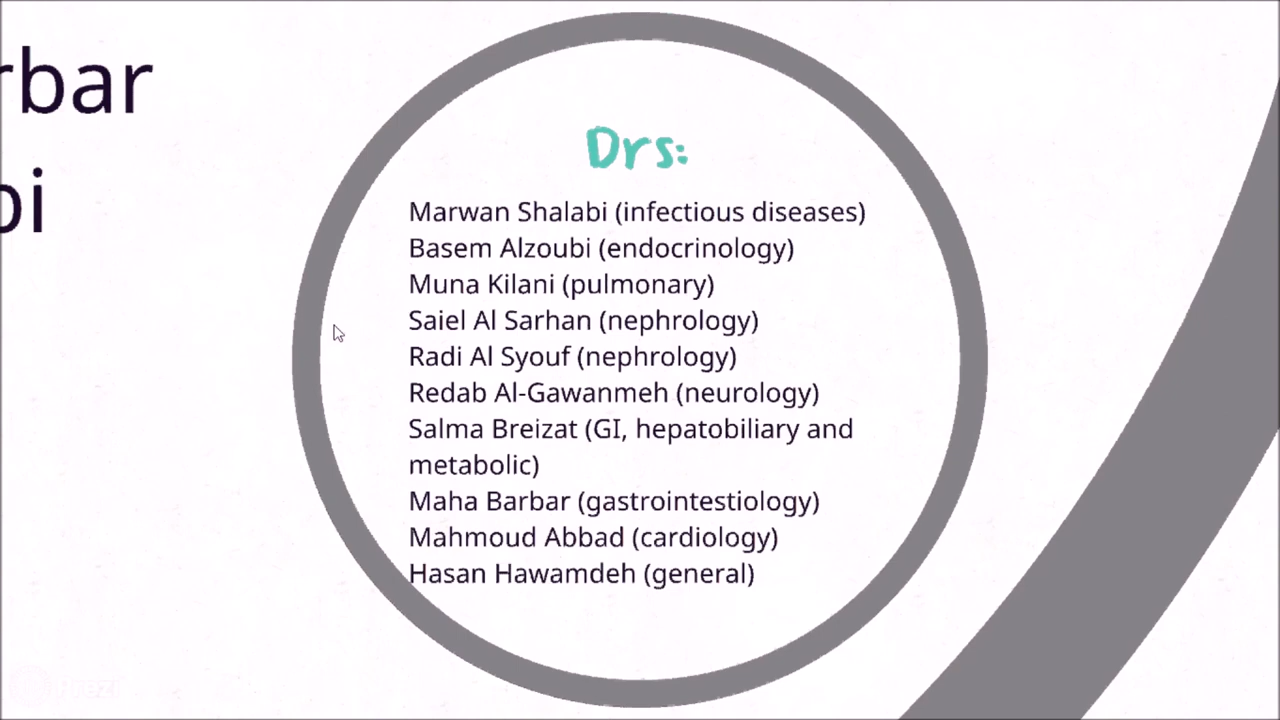 rbar
bi
Drs:
Marwan Shalabi (infectious diseases)
Basem Alzoubi (endocrinology)
Muna Kilani (pulmonary)
Saiel Al Sarhan (nephrology)
Radi Al Syouf (nephrology)
Redab Al-Gawanmeh (neurology)
Salma Breizat (GI, hepatobiliary and
metabolic)
Maha Barbar (gastrointestiology)
Mahmoud Abbad (cardiology)
Hasan Hawamdeh (general)